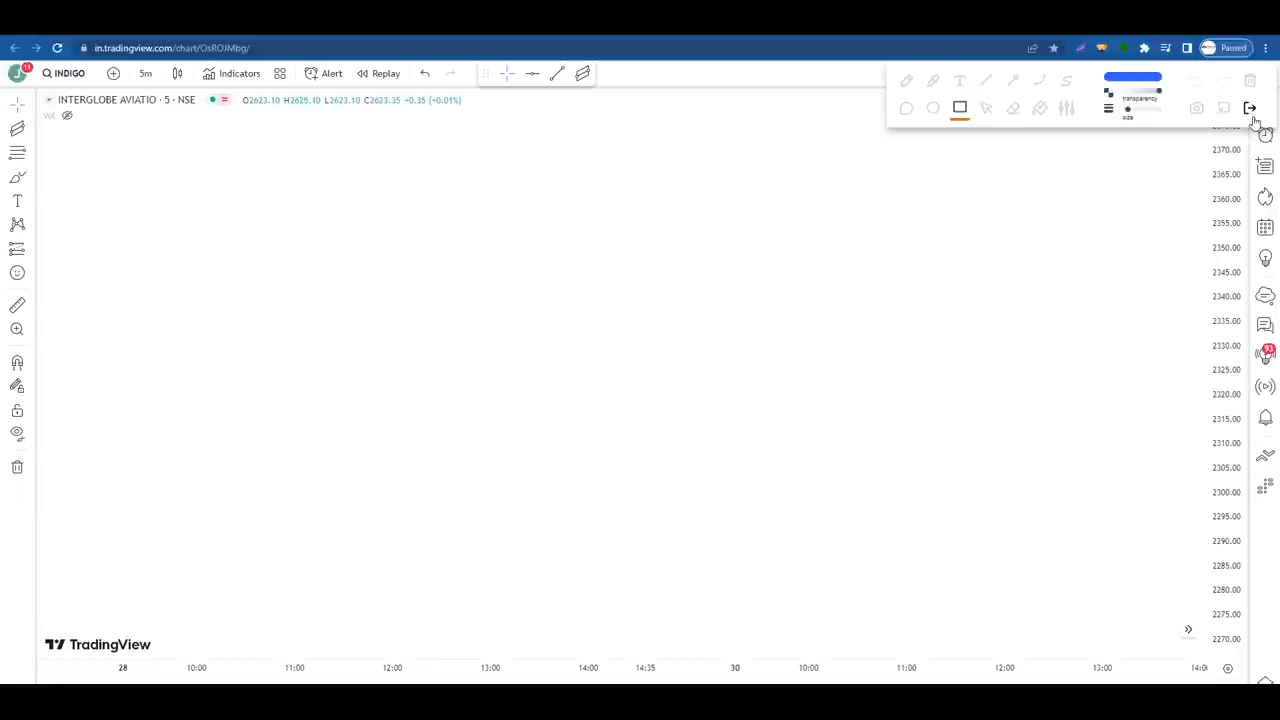 in.tradingview.com/chart/OsROJMbg/
Paused
11
INDIGO
5m
Indicators
Alert
Replay
transparency
size
INTERGLOBE AVIATIO · 5 · NSE
O2623.10 H2625.10 L2623.10 C2623.35 +0.35 (+0.01%)
Vol
2370.00
2365.00
2360.00
2355.00
2350.00
2345.00
2340.00
2335.00
2330.00
2325.00
2320.00
2315.00
2310.00
2305.00
2300.00
2295.00
2290.00
2285.00
2280.00
2275.00
2270.00
93
TradingView
28
10:00
11:00
12:00
13:00
14:00
14:35
30
10:00
11:00
12:00
13:00